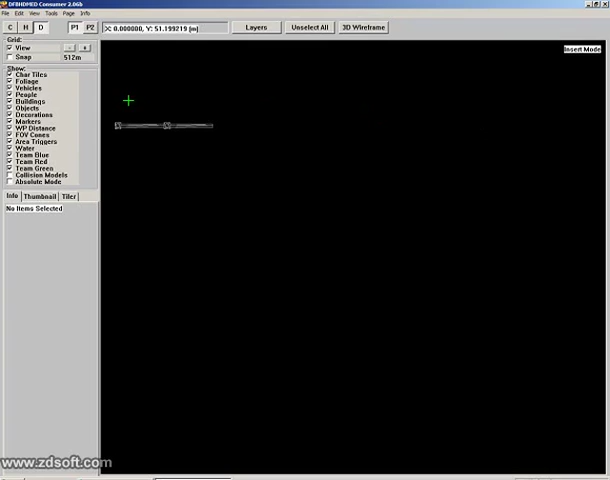 DFBHDMED Consumer 2.06b
File Edit View Tools Page Info
C H D P1 P2 X: 0.000000, Y: 51.199219 [m] Layers Unselect All 3D Wireframe
Grid:
View - +
Snap 512m
Show:
Char Tiles
Foliage
Vehicles
People
Buildings
Objects
Decorations
Markers
WP Distance
FOV Cones
Area Triggers
Water
Team Blue
Team Red
Team Green
Collision Models
Absolute Mode
Info Thumbnail Tiler
No Items Selected
Insert Mode
www.zdsoft.com